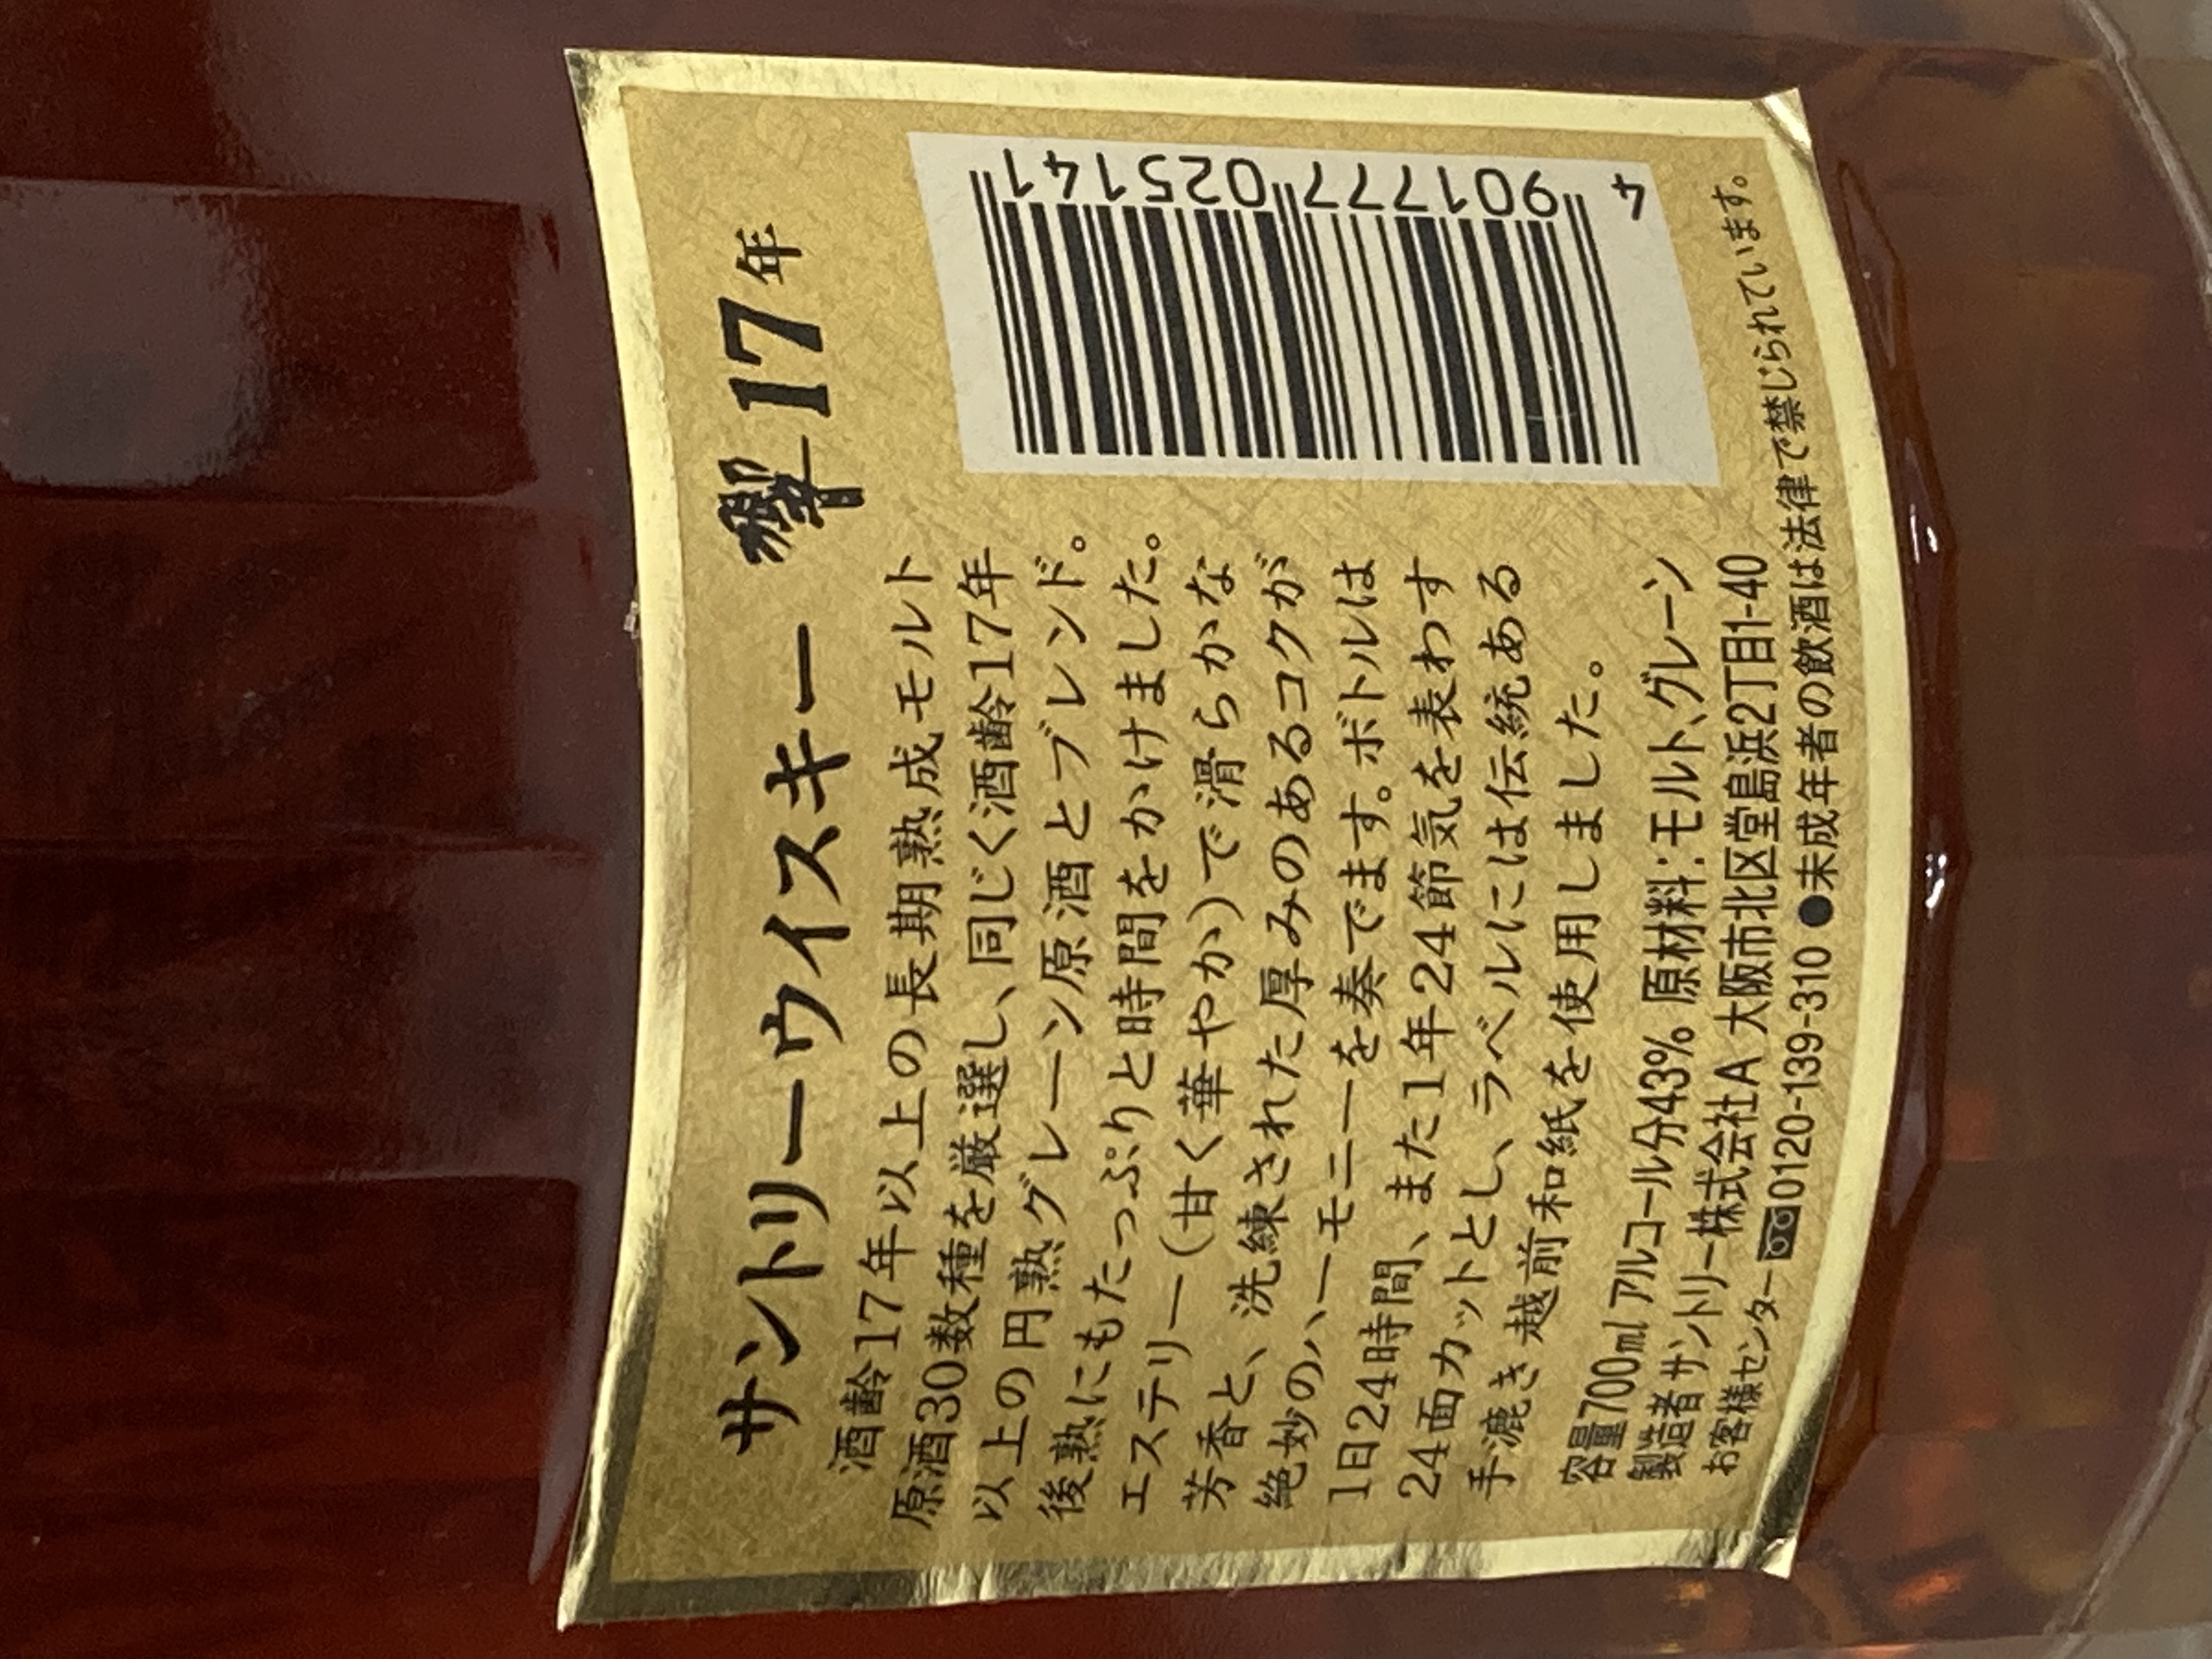 サントリーウイスキー 響 17年
酒齢17年以上の長期熟成モルト
原酒30数種を厳選し、同じく酒齢17年
以上の円熟グレーン原酒とブレンド。
後熟にもたっぷりと時間をかけました。
エステリー(甘く華やか)で滑らかな
芳香と、洗練された厚みのあるコクが
絶妙のハーモニーを奏でます。ボトルは
1日24時間、また1年24節気を表わす
24面カットとし、ラベルには伝統ある
手漉き越前和紙を使用しました。
容量700ml アルコール分43% 原材料:モルト、グレーン
製造者 サントリー株式会社A 大阪市北区堂島浜2丁目1-40
お客様センター 0120-139-310 ●未成年者の飲酒は法律で禁じられています。
4 901777 025141